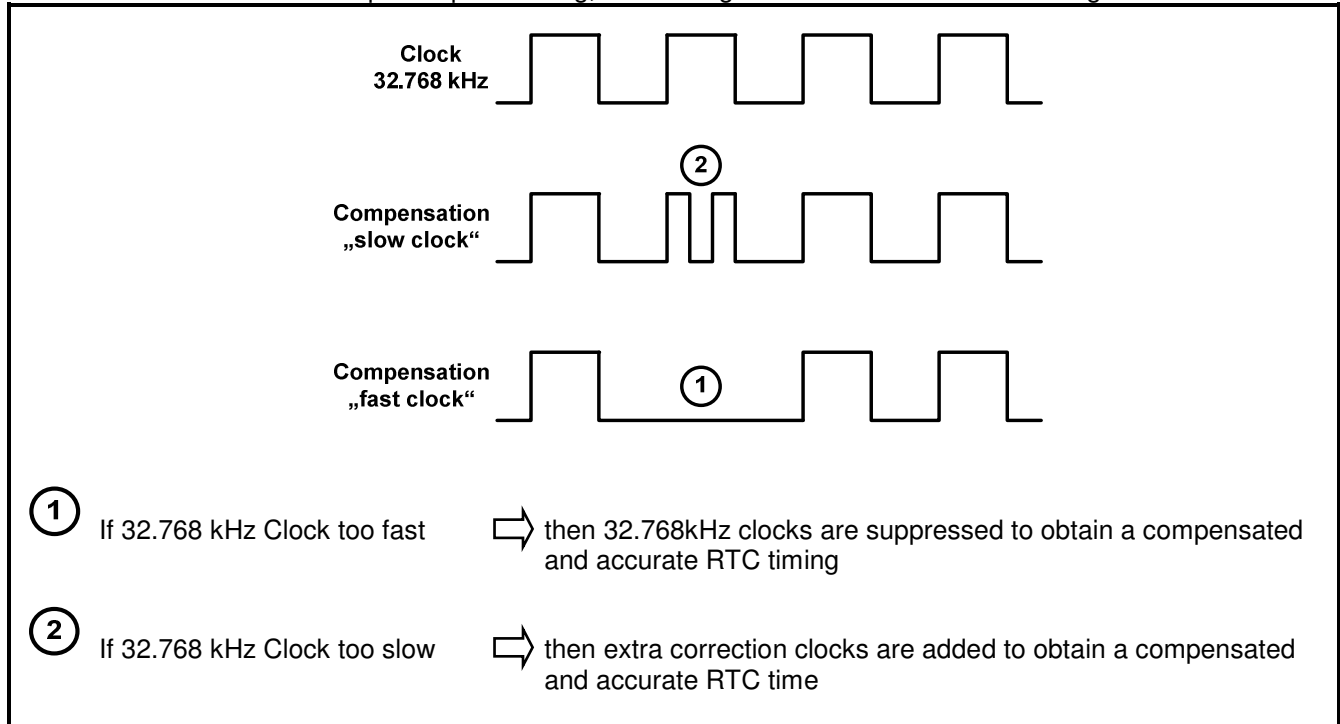 Clock
32.768 kHz
2
Compensation
„slow clock“
Compensation
„fast clock“
1
1 If 32.768 kHz Clock too fast then 32.768kHz clocks are suppressed to obtain a compensated
and accurate RTC timing
2 If 32.768 kHz Clock too slow then extra correction clocks are added to obtain a compensated
and accurate RTC time